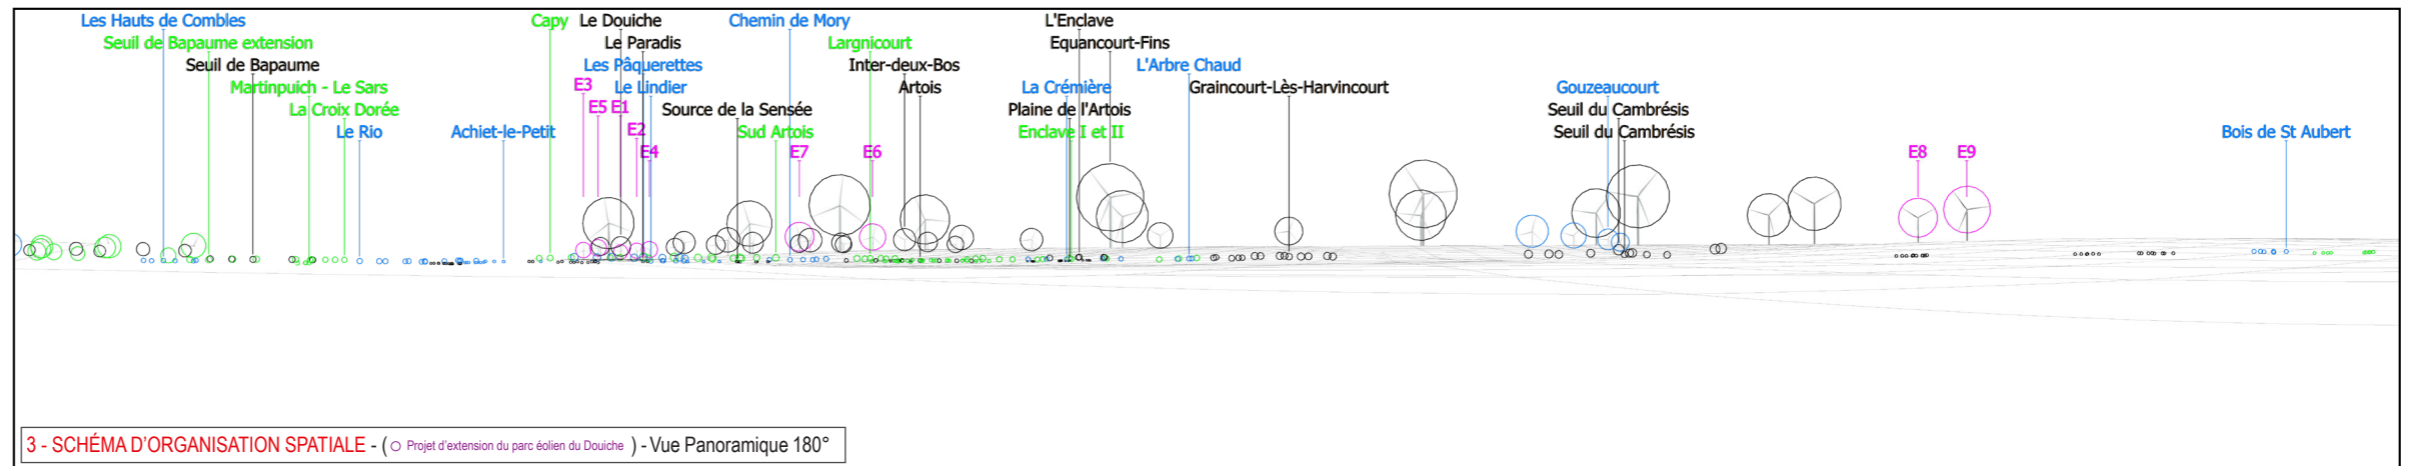 Les Hauts de Combles
Capy
Le Douiche
Chemin de Mory
L'Enclave
Seuil de Bapaume extension
Le Paradis
Largnicourt
Equancourt-Fins
Seuil de Bapaume
Les Pâquerettes
Inter-deux-Bos
L'Arbre Chaud
Martinpuich - Le Sars
E3
Le Lindier
Artois
La Crémière
Graincourt-Lès-Harvincourt
Gouzeaucourt
La Croix Dorée
E5
E1
Source de la Sensée
Plaine de l'Artois
Seuil du Cambrésis
Le Rio
Achiet-le-Petit
E2
Sud Artois
Enclave I et II
Seuil du Cambrésis
Bois de St Aubert
E4
E7
E6
E8
E9
3 - SCHÉMA D'ORGANISATION SPATIALE - ( Projet d'extension du parc éolien du Douiche ) - Vue Panoramique 180°